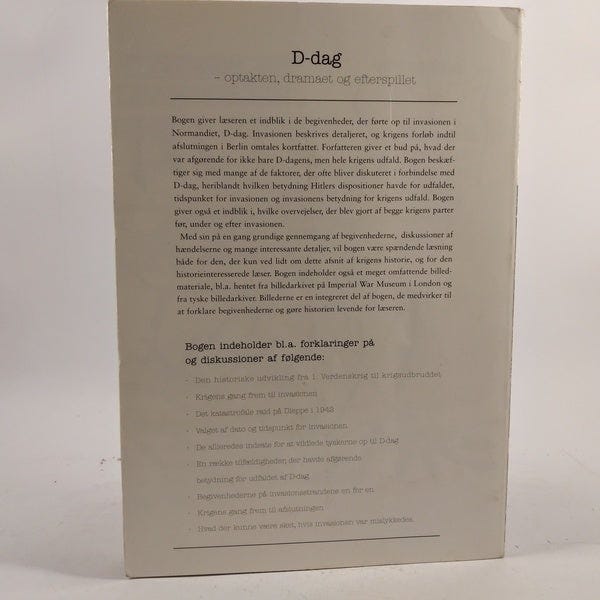 D-dag
– optakten, dramaet og efterspillet
Bogen giver læseren et indblik i de begivenheder, der førte op til invasionen i
Normandiet, D-dag. Invasionen beskrives detaljeret, og krigens forløb indtil
afslutningen i Berlin omtales kortfattet. Forfatteren giver et bud på, hvad der
var afgørende for ikke bare D-dagens, men hele krigens udfald. Bogen beskæf-
tiger sig med mange af de faktorer, der ofte bliver diskuteret i forbindelse med
D-dag, heriblandt hvilken betydning Hitlers dispositioner havde for udfaldet,
tidspunket for invasionen og invasionens betydning for krigens udfald. Bogen
giver også et indblik i, hvilke overvejelser, der blev gjort af begge krigens parter
før, under og efter invasionen.
Med sin på en gang grundige gennemgang af begivenhederne, diskussioner af
hændelserne og mange interessante detaljer, vil bogen være spændende læsning
både for den, der kun ved lidt om dette afsnit af krigens historie, og for den
historieinteresserede læser. Bogen indeholder også et meget omfattende billed-
materiale, bl.a. hentet fra billedarkivet på Imperial War Museum i London og
fra tyske billedarkiver. Billederne er en integreret del af bogen, de medvirker til
at forklare begivenhederne og gøre historien levende for læseren.
Bogen indeholder bl.a. forklaringer på
og diskussioner af følgende:
· Den historiske udvikling fra 1. Verdenskrig til krigsudbruddet
· Krigens gang frem til invasionen
· Det katastrofale raid på Dieppe i 1942
· Valget af dato og tidspunkt for invasionen
· De allieredes indsats for at vildlede tyskerne op til D-dag
· En række tilfældigheder, der havde afgørende
betydning for udfaldet af D-dag
· Begivenhederne på invasionsstrandene en for en
· Krigens gang frem til afslutningen
· Hvad der kunne være sket, hvis invasionen var mislykkedes.